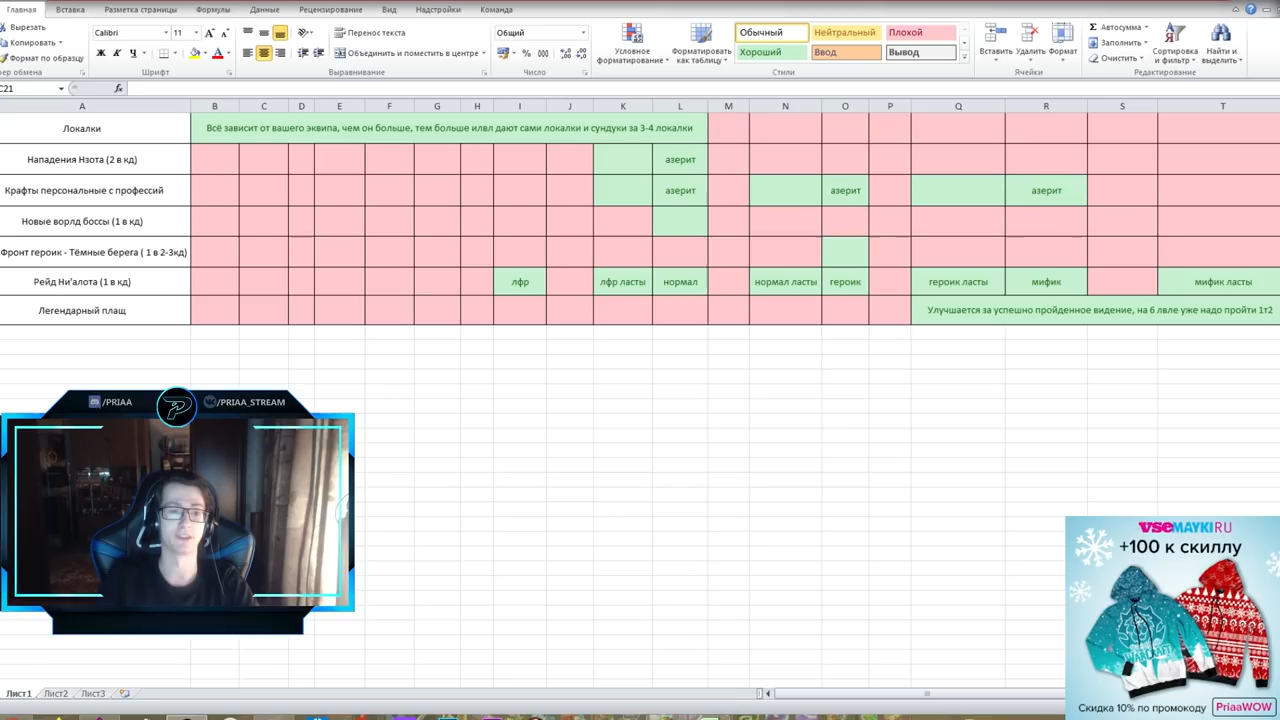 Главная Вставка Разметка страницы Формулы Данные Рецензирование Вид Надстройки Команда
Вырезать
Копировать
Формат по образцу
Calibri 11
Ж К Ч
Перенос текста
Объединить и поместить в центре
Общий
% 000
Условное форматирование
Форматировать как таблицу
Обычный Нейтральный Плохой
Хороший Ввод Вывод
Вставить Удалить Формат
Автосумма
Заполнить
Очистить
Сортировка и фильтр
Найти и выделить
Шрифт Выравнивание Число Стили Ячейки Редактирование
C21 fx
A B C D E F G H I J K L M N O P Q R S T
Локалки Всё зависит от вашего эквипа, чем он больше, тем больше илвл дают сами локалки и сундуки за 3-4 локалки
Нападения Нзота (2 в кд) азерит
Крафты персональные с профессий азерит азерит азерит
Новые ворлд боссы (1 в кд)
Фронт героик - Тёмные берега ( 1 в 2-3кд)
Рейд Ни'алота (1 в кд) лфр лфр ласты нормал нормал ласты героик героик ласты мифик мифик ласты
Легендарный плащ Улучшается за успешно пройденное видение, на 6 лвле уже надо пройти 1т2
/PRIAA /PRIAA_STREAM
VSEMAYKI.RU
+100 к скиллу
WARCRAFT
Скидка 10% по промокоду PriaaWOW
Лист1 Лист2 Лист3